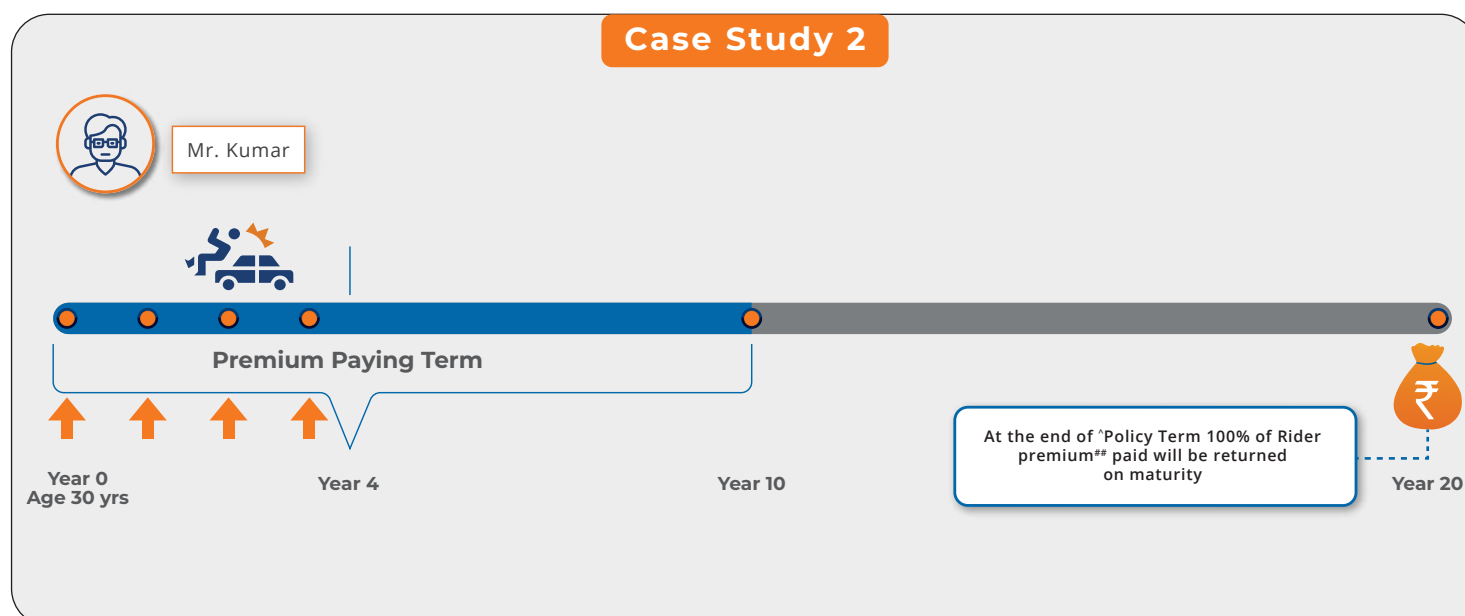 Case Study 2
Mr. Kumar
Premium Paying Term
Year 0
Age 30 yrs
Year 4
Year 10
At the end of ^Policy Term 100% of Rider
premium## paid will be returned
on maturity
₹
Year 20